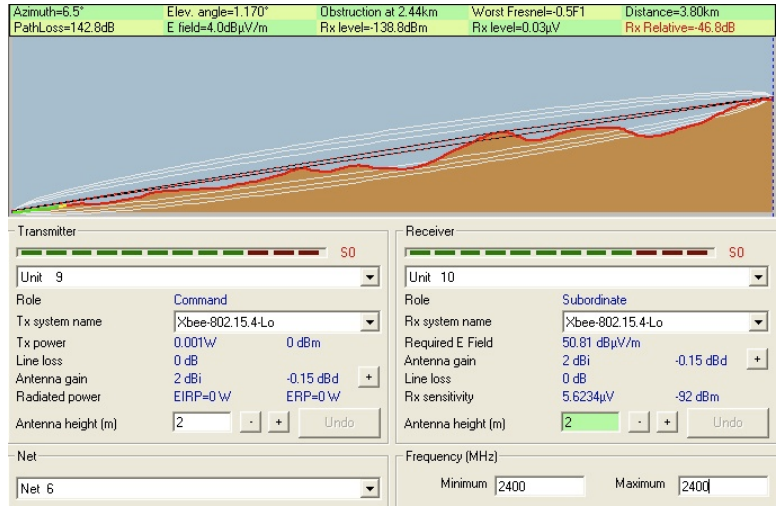 Azimuth=6.5° Elev. angle=1.170° Obstruction at 2.44km Worst Fresnel=-0.5F1 Distance=3.80km
PathLoss=142.8dB E field=4.0dBµV/m Rx level=-138.8dBm Rx level=0.03µV Rx Relative=-46.8dB
Transmitter
S0
Unit 9
Role Command
Tx system name Xbee-802.15.4-Lo
Tx power 0.001W 0 dBm
Line loss 0 dB
Antenna gain 2 dBi -0.15 dBd +
Radiated power EIRP=0 W ERP=0 W
Antenna height (m) 2 - + Undo
Net
Net 6
Receiver
S0
Unit 10
Role Subordinate
Rx system name Xbee-802.15.4-Lo
Required E Field 50.81 dBµV/m
Antenna gain 2 dBi -0.15 dBd +
Line loss 0 dB
Rx sensitivity 5.6234µV -92 dBm
Antenna height (m) 2 - + Undo
Frequency (MHz)
Minimum 2400 Maximum 2400